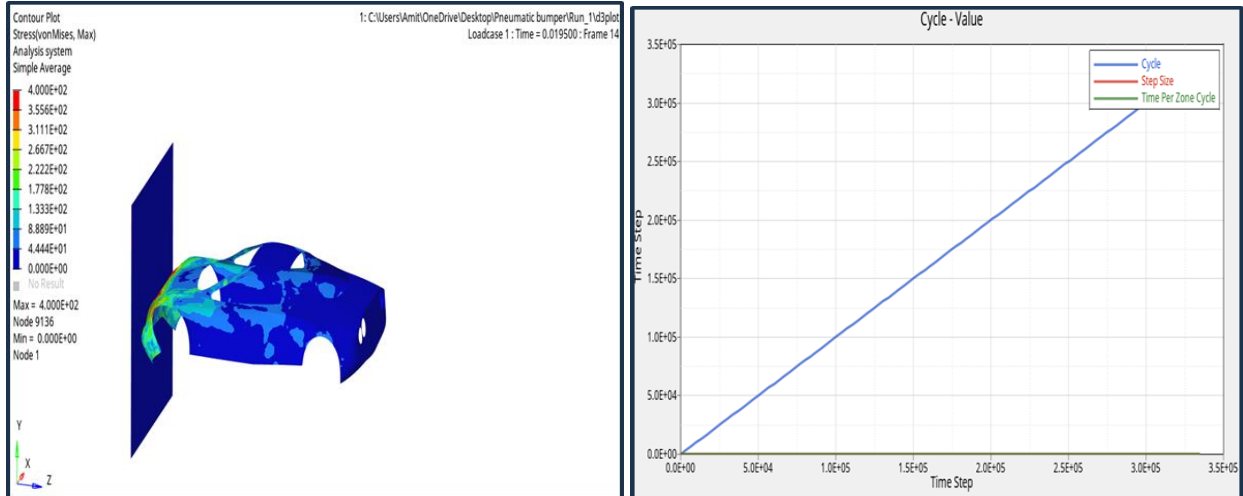 Contour Plot
Stress(vonMises, Max)
Analysis system
Simple Average
4.000E+02
3.556E+02
3.111E+02
2.667E+02
2.222E+02
1.778E+02
1.333E+02
8.889E+01
4.444E+01
0.000E+00
No Result
Max = 4.000E+02
Node 9136
Min = 0.000E+00
Node 1
1: C:\Users\Amit\OneDrive\Desktop\Pneumatic bumper\Run_1\d3plot
Loadcase 1 : Time = 0.019500 : Frame 14
Y
X
Z
Cycle - Value
3.5E+05
3.0E+05
2.5E+05
2.0E+05
1.5E+05
1.0E+05
5.0E+04
0.0E+00
Time Step
Cycle
Step Size
Time Per Zone Cycle
0.0E+00 5.0E+04 1.0E+05 1.5E+05 2.0E+05 2.5E+05 3.0E+05 3.5E+05
Time Step